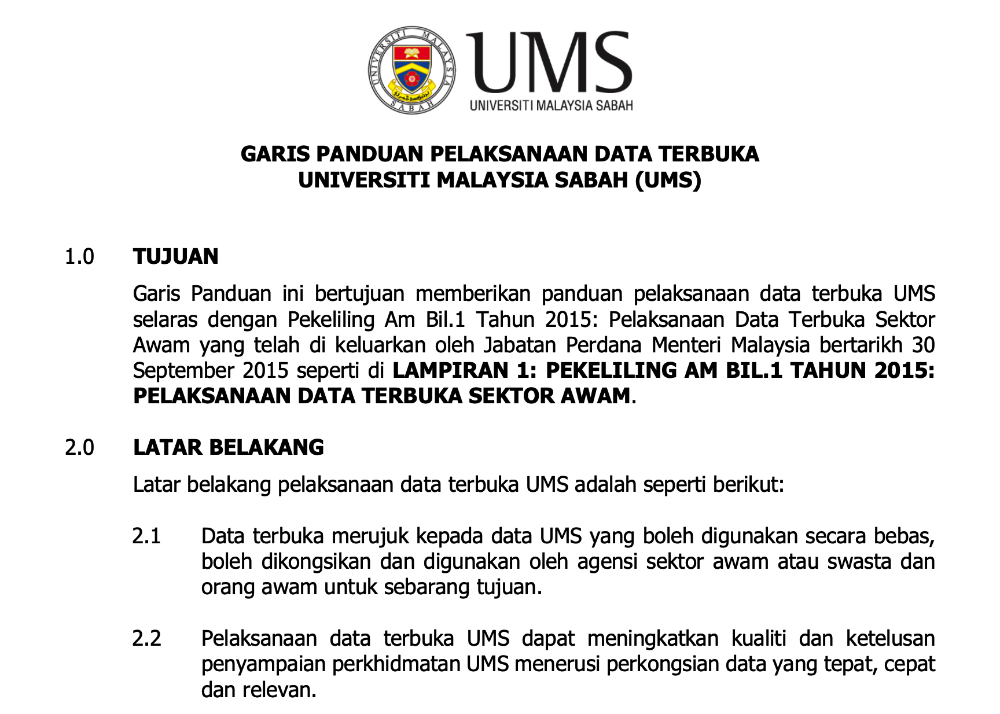 UNIVERSITI MALAYSIA
SABAH
UMS
UNIVERSITI MALAYSIA SABAH
GARIS PANDUAN PELAKSANAAN DATA TERBUKA
UNIVERSITI MALAYSIA SABAH (UMS)
1.0 TUJUAN
Garis Panduan ini bertujuan memberikan panduan pelaksanaan data terbuka UMS
selaras dengan Pekeliling Am Bil.1 Tahun 2015: Pelaksanaan Data Terbuka Sektor
Awam yang telah di keluarkan oleh Jabatan Perdana Menteri Malaysia bertarikh 30
September 2015 seperti di LAMPIRAN 1: PEKELILING AM BIL.1 TAHUN 2015:
PELAKSANAAN DATA TERBUKA SEKTOR AWAM.
2.0 LATAR BELAKANG
Latar belakang pelaksanaan data terbuka UMS adalah seperti berikut:
2.1 Data terbuka merujuk kepada data UMS yang boleh digunakan secara bebas,
boleh dikongsikan dan digunakan oleh agensi sektor awam atau swasta dan
orang awam untuk sebarang tujuan.
2.2 Pelaksanaan data terbuka UMS dapat meningkatkan kualiti dan ketelusan
penyampaian perkhidmatan UMS menerusi perkongsian data yang tepat, cepat
dan relevan.